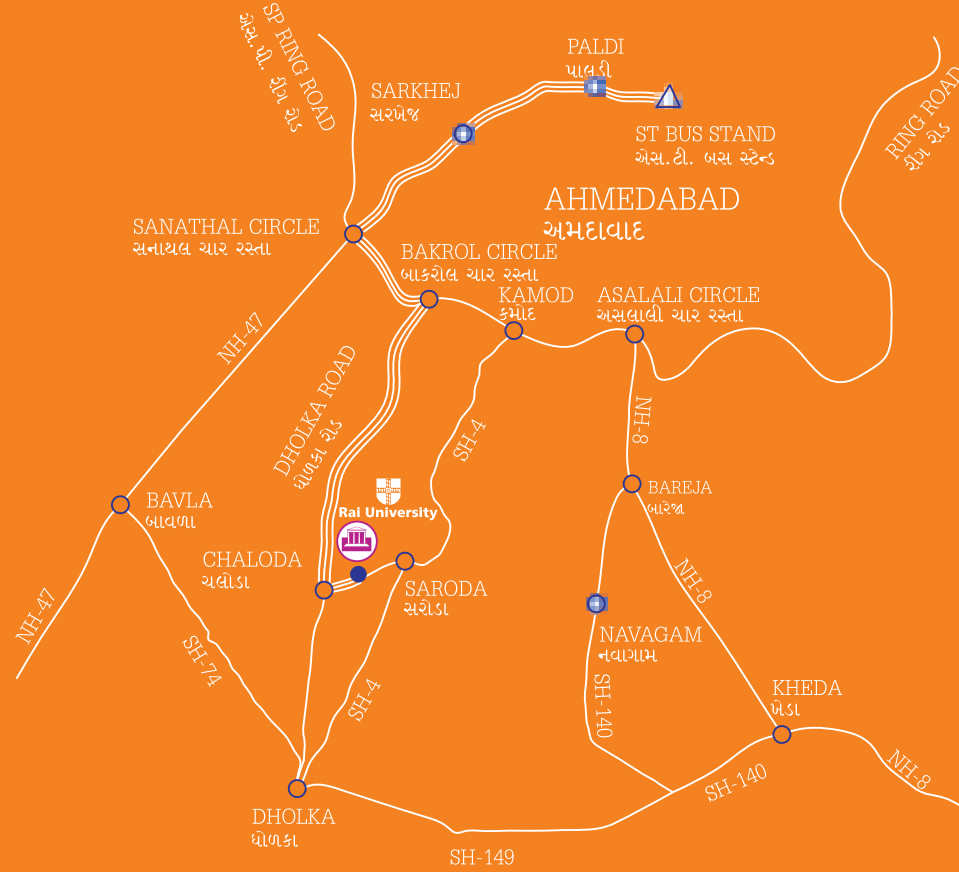 SP RING ROAD
એસ.પી. રીંગ રોડ
PALDI
પાલડી
SARKHEJ
સરખેજ
ST BUS STAND
એસ.ટી. બસ સ્ટેન્ડ
RING ROAD
રીંગ રોડ
AHMEDABAD
અમદાવાદ
SANATHAL CIRCLE
સનાથલ ચાર રસ્તા
BAKROL CIRCLE
બાકરોલ ચાર રસ્તા
KAMOD
કમોદ
ASALALI CIRCLE
અસલાલી ચાર રસ્તા
NH-47
DHOLKA ROAD
ધોળકા રોડ
SH-4
NH-8
BAVLA
બાવળા
Rai University
BAREJA
બારેજા
CHALODA
ચલોડા
SARODA
સરોડા
NH-8
NH-47
SH-74
NAVAGAM
નવાગામ
SH-4
SH-140
KHEDA
ખેડા
SH-140
NH-8
DHOLKA
ધોળકા
SH-149